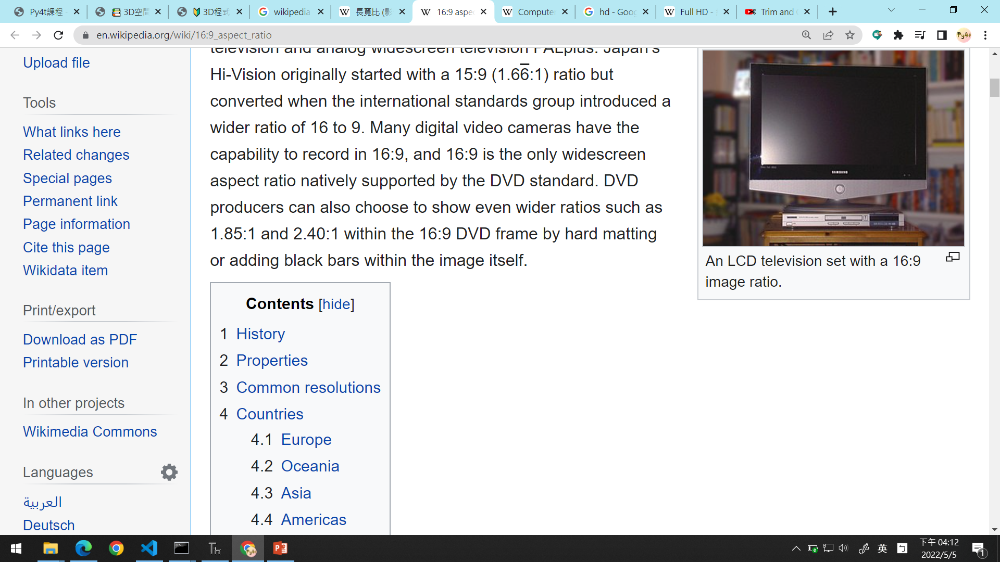 Py4t課程
3D空間
3D程式
wikipedia
長寬比 (影
16:9 aspec
Computer
hd - Goog
Full HD -
Trim and
en.wikipedia.org/wiki/16:9_aspect_ratio
Upload file
Tools
What links here
Related changes
Special pages
Permanent link
Page information
Cite this page
Wikidata item
Print/export
Download as PDF
Printable version
In other projects
Wikimedia Commons
Languages
العربية
Deutsch
television and analog widescreen television PALplus. Japan's
Hi-Vision originally started with a 15:9 (1.66̅:1) ratio but
converted when the international standards group introduced a
wider ratio of 16 to 9. Many digital video cameras have the
capability to record in 16:9, and 16:9 is the only widescreen
aspect ratio natively supported by the DVD standard. DVD
producers can also choose to show even wider ratios such as
1.85:1 and 2.40:1 within the 16:9 DVD frame by hard matting
or adding black bars within the image itself.
SAMSUNG
An LCD television set with a 16:9
image ratio.
Contents [hide]
1 History
2 Properties
3 Common resolutions
4 Countries
4.1 Europe
4.2 Oceania
4.3 Asia
4.4 Americas
英
ㄅ
下午 04:12
2022/5/5
1